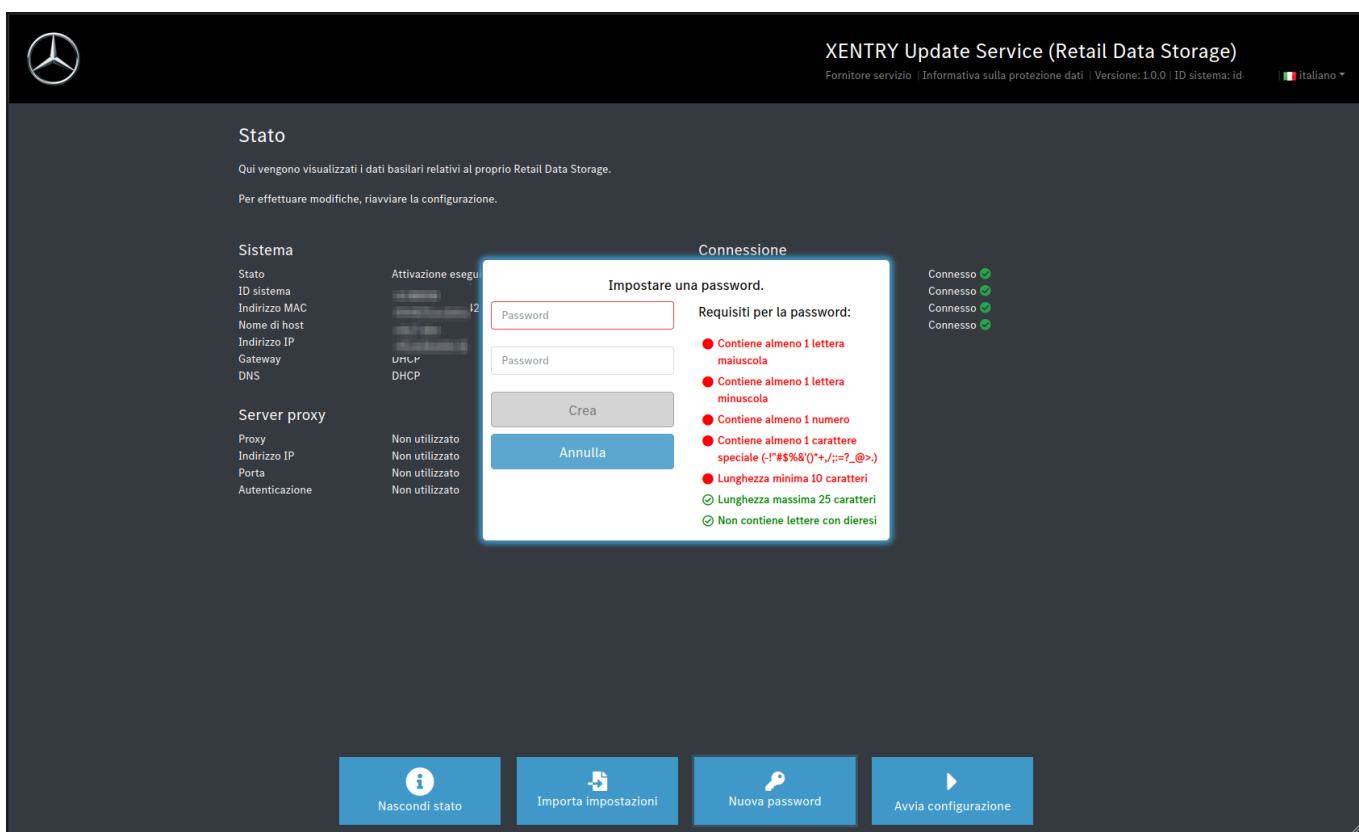 XENTRY Update Service (Retail Data Storage)
Fornitore servizio | Informativa sulla protezione dati | Versione: 1.0.0 | ID sistema: id
italiano
Stato
Qui vengono visualizzati i dati basilari relativi al proprio Retail Data Storage.
Per effettuare modifiche, riavviare la configurazione.
Sistema
Stato Attivazione esegu
ID sistema
Indirizzo MAC 42
Nome di host
Indirizzo IP
Gateway DHCP
DNS DHCP
Server proxy
Proxy Non utilizzato
Indirizzo IP Non utilizzato
Porta Non utilizzato
Autenticazione Non utilizzato
Connessione
Connesso
Connesso
Connesso
Connesso
Impostare una password.
Password
Password
Crea
Annulla
Requisiti per la password:
Contiene almeno 1 lettera
maiuscola
Contiene almeno 1 lettera
minuscola
Contiene almeno 1 numero
Contiene almeno 1 carattere
speciale (-!"#$%&'()*+,/;:=?_@>.)
Lunghezza minima 10 caratteri
Lunghezza massima 25 caratteri
Non contiene lettere con dieresi
Nascondi stato
Importa impostazioni
Nuova password
Avvia configurazione